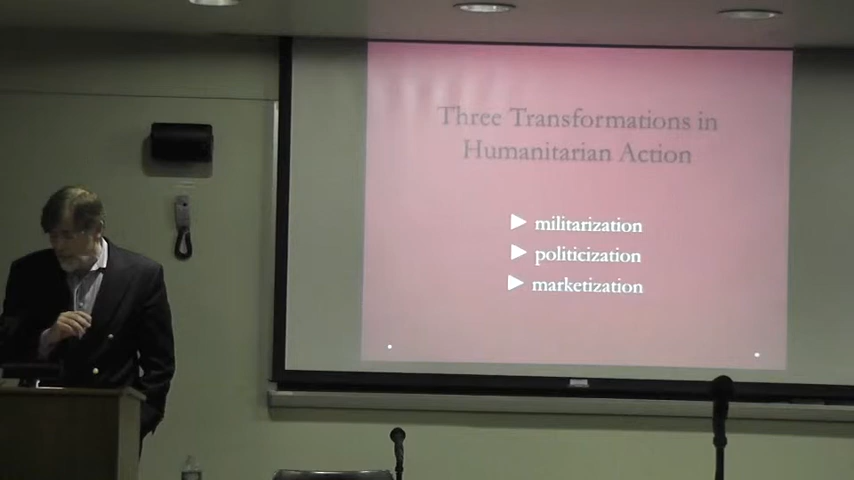 Three Transformations in
Humanitarian Action
militarization
politicization
marketization